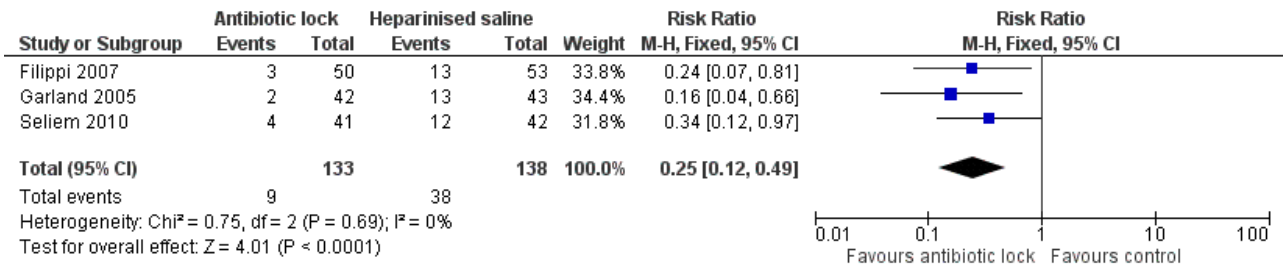 Antibiotic lock Heparinised saline Risk Ratio Risk Ratio
Study or Subgroup Events Total Events Total Weight M-H, Fixed, 95% CI M-H, Fixed, 95% CI
Filippi 2007 3 50 13 53 33.8% 0.24 [0.07, 0.81]
Garland 2005 2 42 13 43 34.4% 0.16 [0.04, 0.66]
Seliem 2010 4 41 12 42 31.8% 0.34 [0.12, 0.97]
Total (95% CI) 133 138 100.0% 0.25 [0.12, 0.49]
Total events 9 38
Heterogeneity: Chi² = 0.75, df = 2 (P = 0.69); I² = 0%
Test for overall effect: Z = 4.01 (P < 0.0001)
0.01 0.1 1 10 100
Favours antibiotic lock Favours control